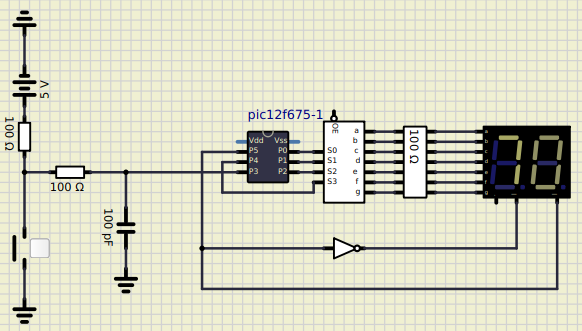 5 V
100 Ω
100 Ω
100 pF
pic12f675-1
Vdd Vss
P5 P0
P4 P1
P3 P2
OE
S0
S1
S2
S3
a
b
c
d
e
f
g
100 Ω
a
b
c
d
e
f
g